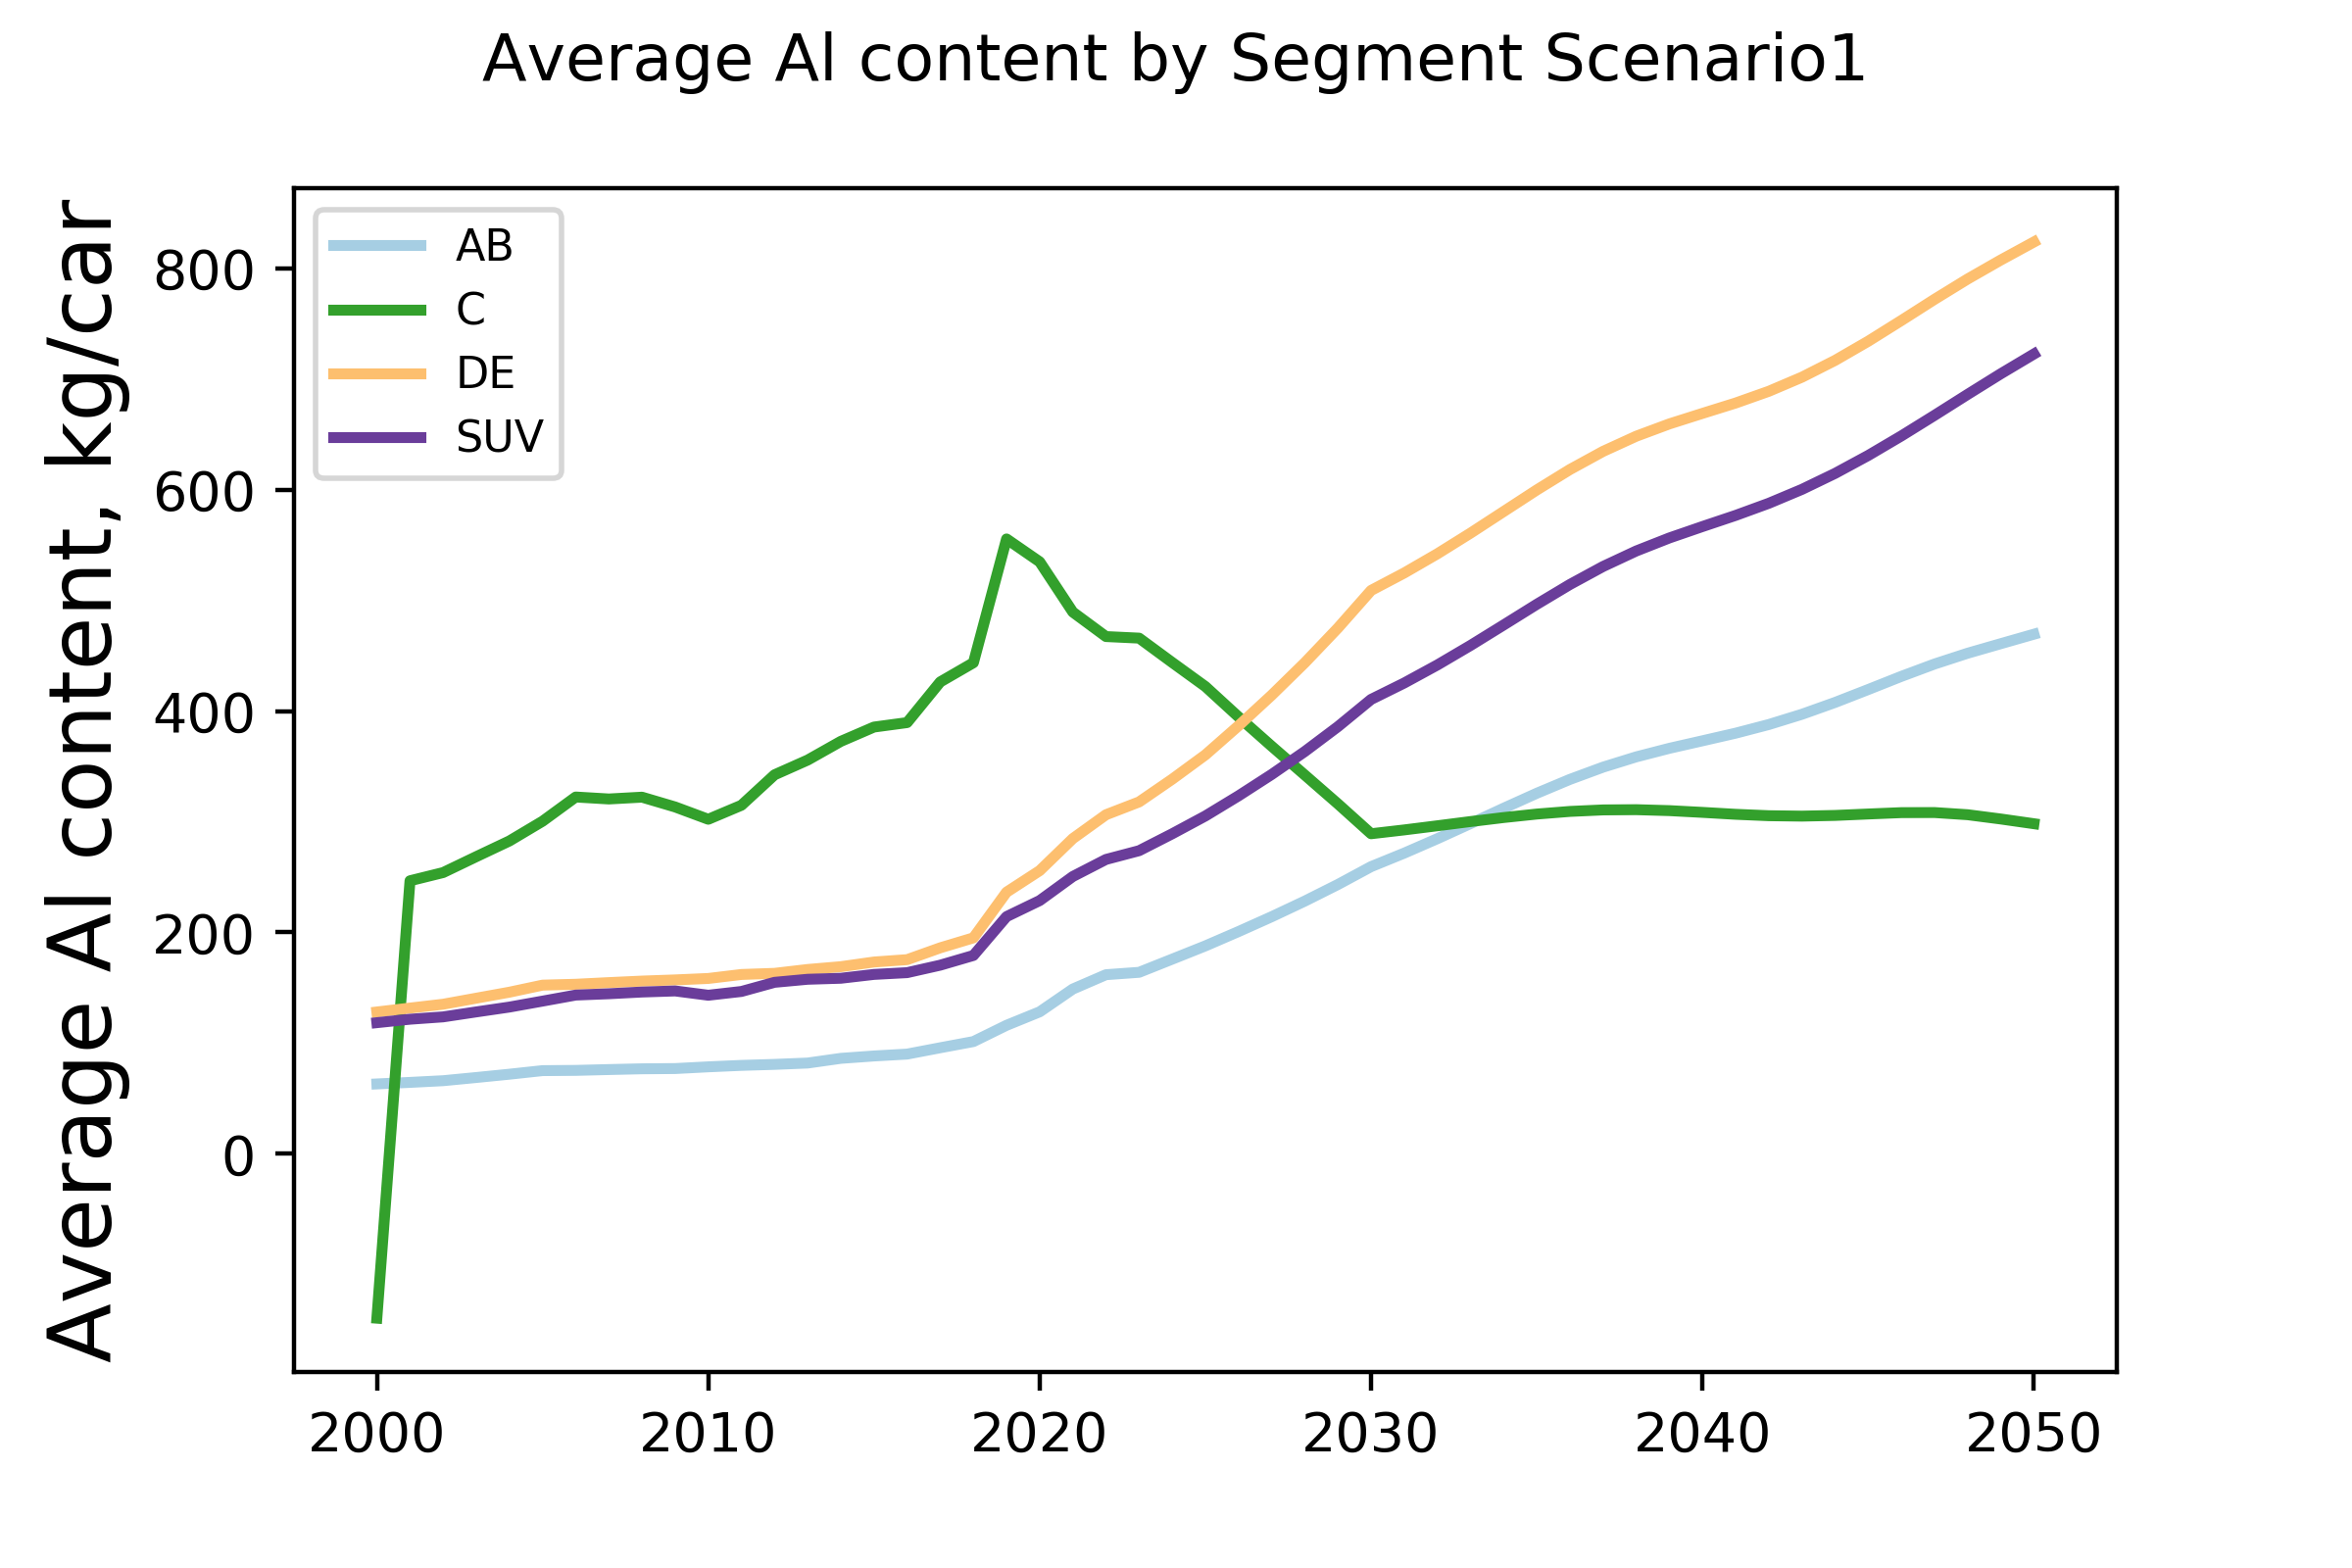 Average Al content by Segment Scenario1
Average Al content, kg/car
800
600
400
200
0
AB
C
DE
SUV
2000 2010 2020 2030 2040 2050